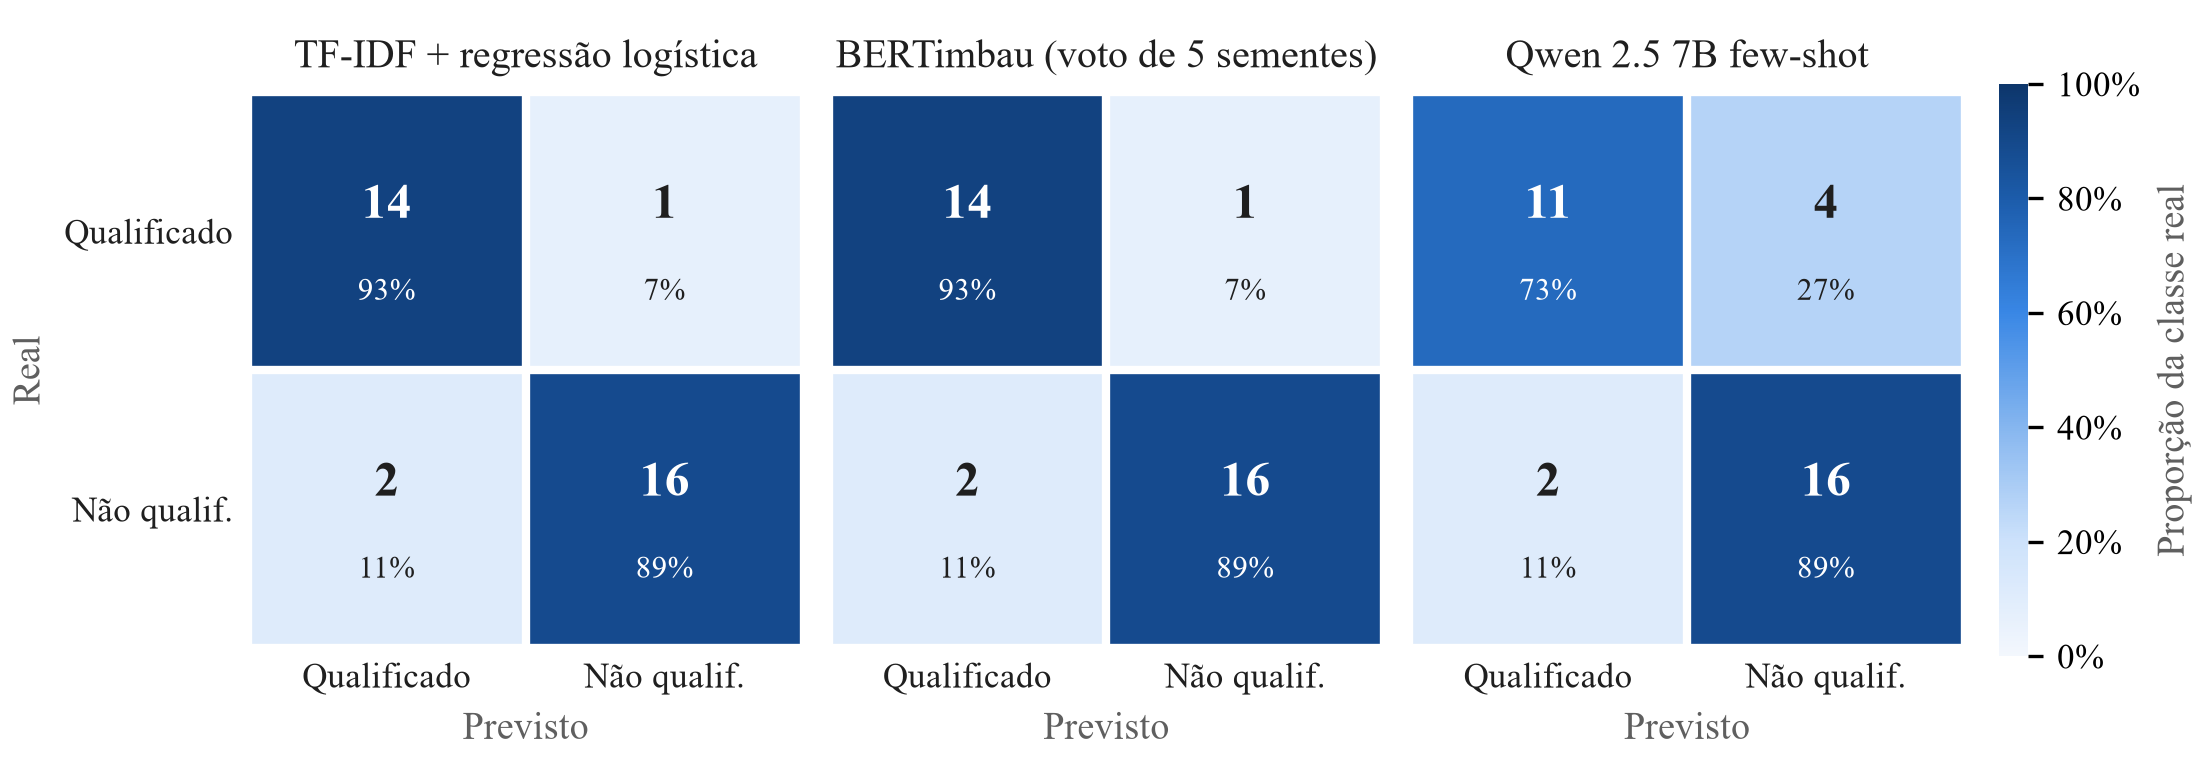 TF-IDF + regressão logística
BERTimbau (voto de 5 sementes)
Qwen 2.5 7B few-shot
Real
Qualificado
Não qualif.
14
1
93%
7%
2
16
11%
89%
Qualificado
Não qualif.
Previsto
14
1
93%
7%
2
16
11%
89%
Qualificado
Não qualif.
Previsto
11
4
73%
27%
2
16
11%
89%
Qualificado
Não qualif.
Previsto
100%
80%
60%
40%
20%
0%
Proporção da classe real